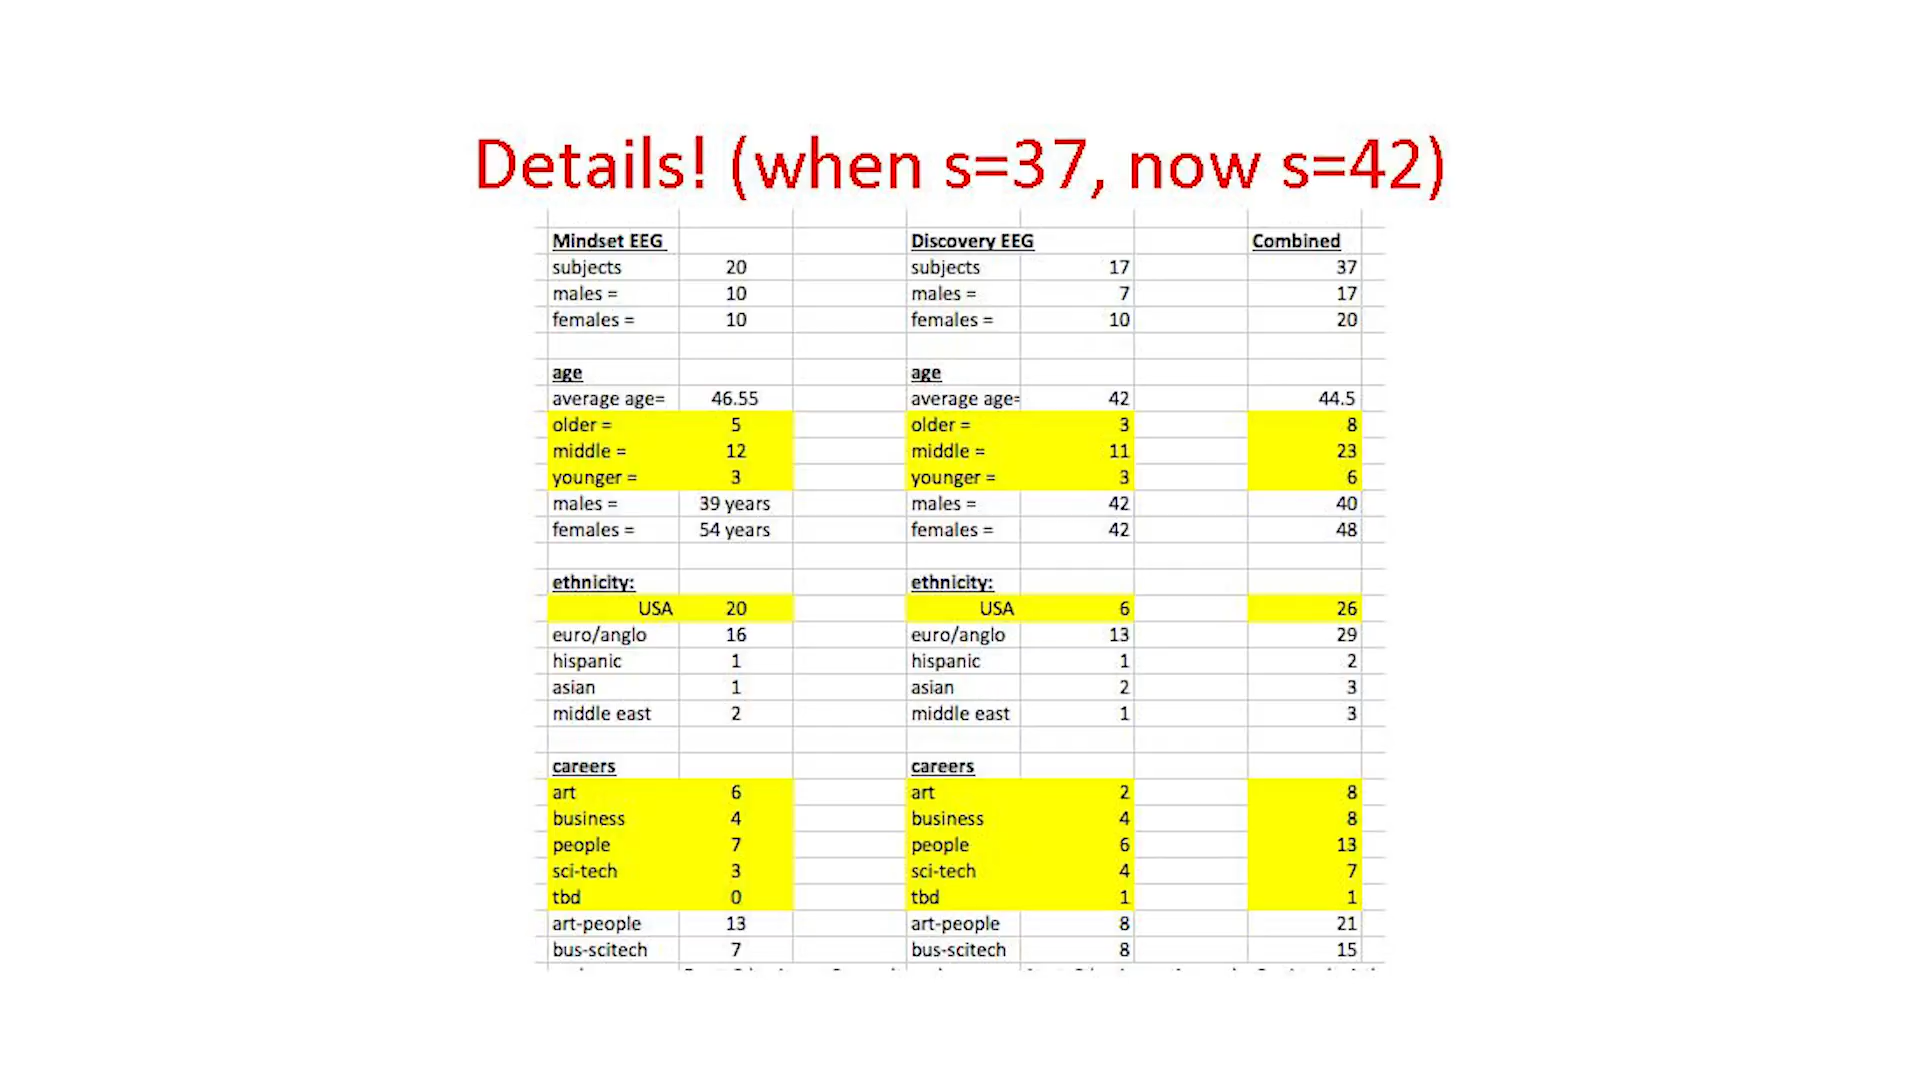 Details! (when s=37, now s=42)
Mindset EEG Discovery EEG Combined
subjects 20 subjects 17 37
males = 10 males = 7 17
females = 10 females = 10 20
age age
average age= 46.55 average age= 42 44.5
older = 5 older = 3 8
middle = 12 middle = 11 23
younger = 3 younger = 3 6
males = 39 years males = 42 40
females = 54 years females = 42 48
ethnicity: ethnicity:
USA 20 USA 6 26
euro/anglo 16 euro/anglo 13 29
hispanic 1 hispanic 1 2
asian 1 asian 2 3
middle east 2 middle east 1 3
careers careers
art 6 art 2 8
business 4 business 4 8
people 7 people 6 13
sci-tech 3 sci-tech 4 7
tbd 0 tbd 1 1
art-people 13 art-people 8 21
bus-scitech 7 bus-scitech 8 15